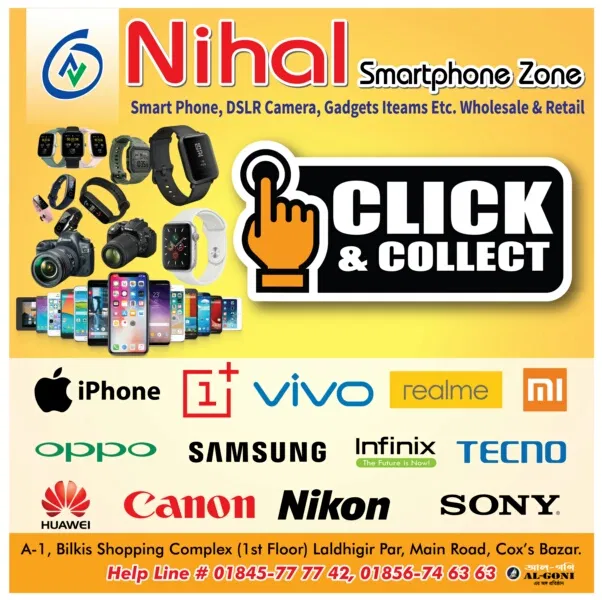 Nihal Smartphone Zone
Smart Phone, DSLR Camera, Gadgets Iteams Etc. Wholesale & Retail
CLICK
& COLLECT
iPhone
1+
vivo
realme
mi
oppo
SAMSUNG
Infinix
The Future Is Now!
TECNO
HUAWEI
Canon
Nikon
SONY
A-1, Bilkis Shopping Complex (1st Floor) Laldhigir Par, Main Road, Cox's Bazar.
Help Line # 01845-77 77 42, 01856-74 63 63
আল-গনি
AL-GONI